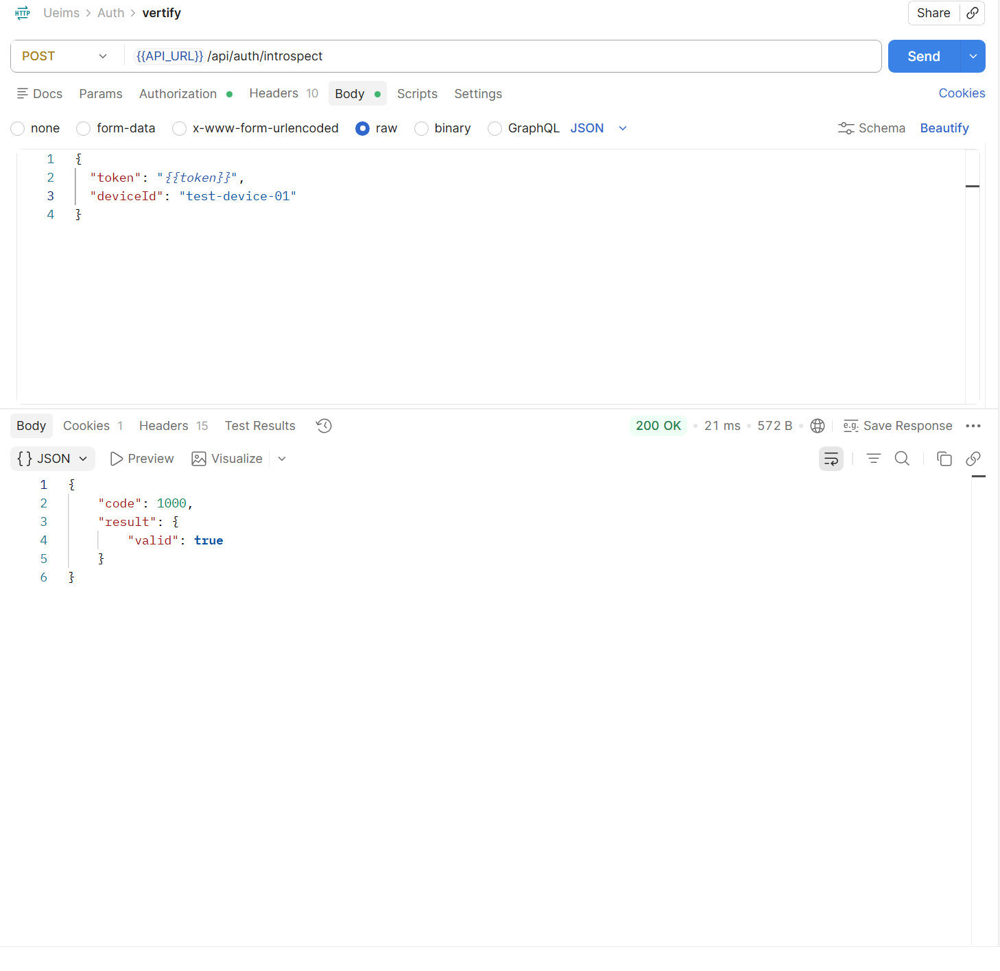 HTTP Ueims > Auth > vertify Share
POST {{API_URL}} /api/auth/introspect Send
Docs Params Authorization Headers 10 Body Scripts Settings Cookies
none form-data x-www-form-urlencoded raw binary GraphQL JSON Schema Beautify
1 {
2 "token": "{{token}}",
3 "deviceId": "test-device-01"
4 }
Body Cookies 1 Headers 15 Test Results 200 OK • 21 ms • 572 B • e.g. Save Response
{} JSON Preview Visualize
1 {
2 "code": 1000,
3 "result": {
4 "valid": true
5 }
6 }